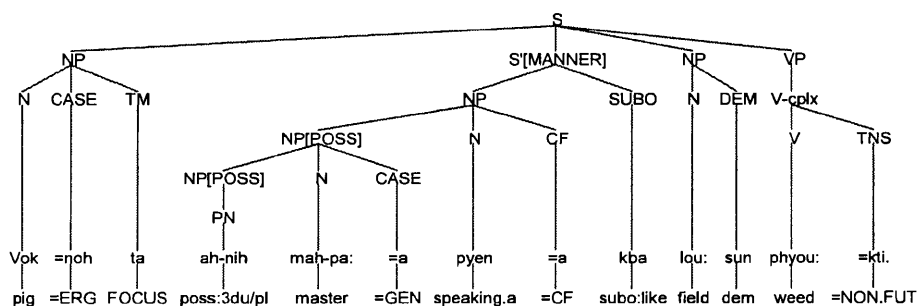 S
NP S'[MANNER] NP VP
N CASE TM NP SUBO N DEM V-cplx
NP[POSS] N CF V TNS
NP[POSS] N CASE
PN
Vok =noh ta ah-nih mah-pa: =a pyen =a kba lou: sun phyou: =kti.
pig =ERG FOCUS poss:3du/pl master =GEN speaking.a =CF subo:like field dem weed =NON.FUT